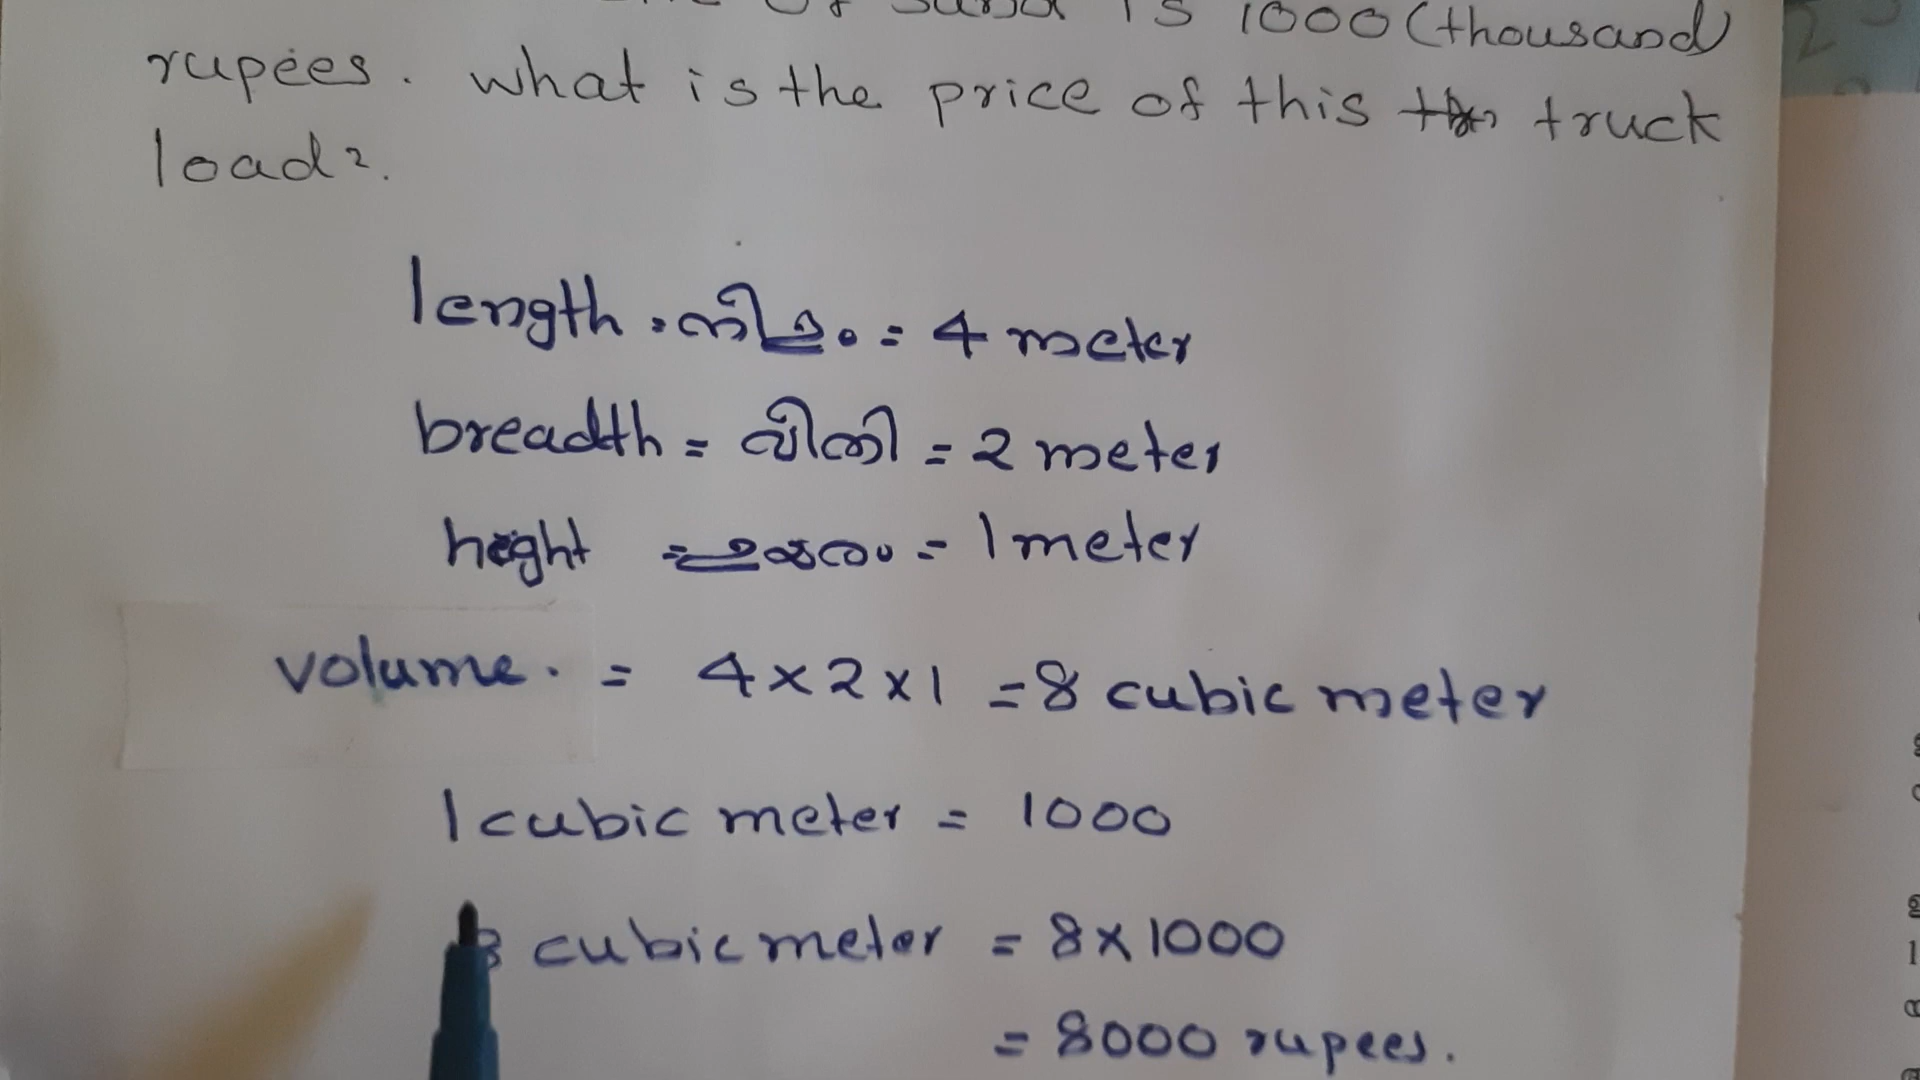 is 1000 (thousand)
rupees. what is the price of this truck
load?.
length . നീളം. = 4 meter
breadth = വീതി = 2 meter
height = ഉയരം = 1 meter
volume. = 4 x 2 x 1 = 8 cubic meter
1 cubic meter = 1000
8 cubic meter = 8 x 1000
= 8000 rupees.